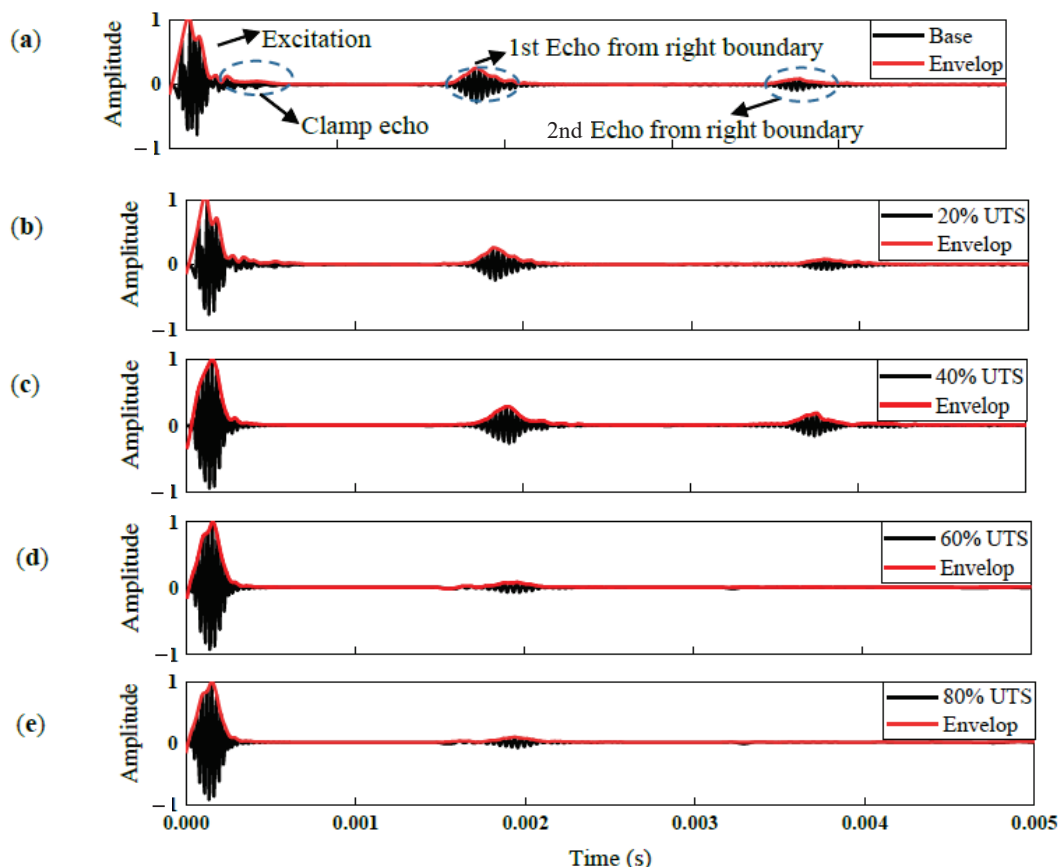 (a)
Amplitude
1
0
−1
Excitation
Clamp echo
1st Echo from right boundary
2nd Echo from right boundary
Base
Envelop
(b)
Amplitude
1
0
−1
20% UTS
Envelop
(c)
Amplitude
1
0
−1
40% UTS
Envelop
(d)
Amplitude
1
0
−1
60% UTS
Envelop
(e)
Amplitude
1
0
−1
80% UTS
Envelop
0.000 0.001 0.002 0.003 0.004 0.005
Time (s)